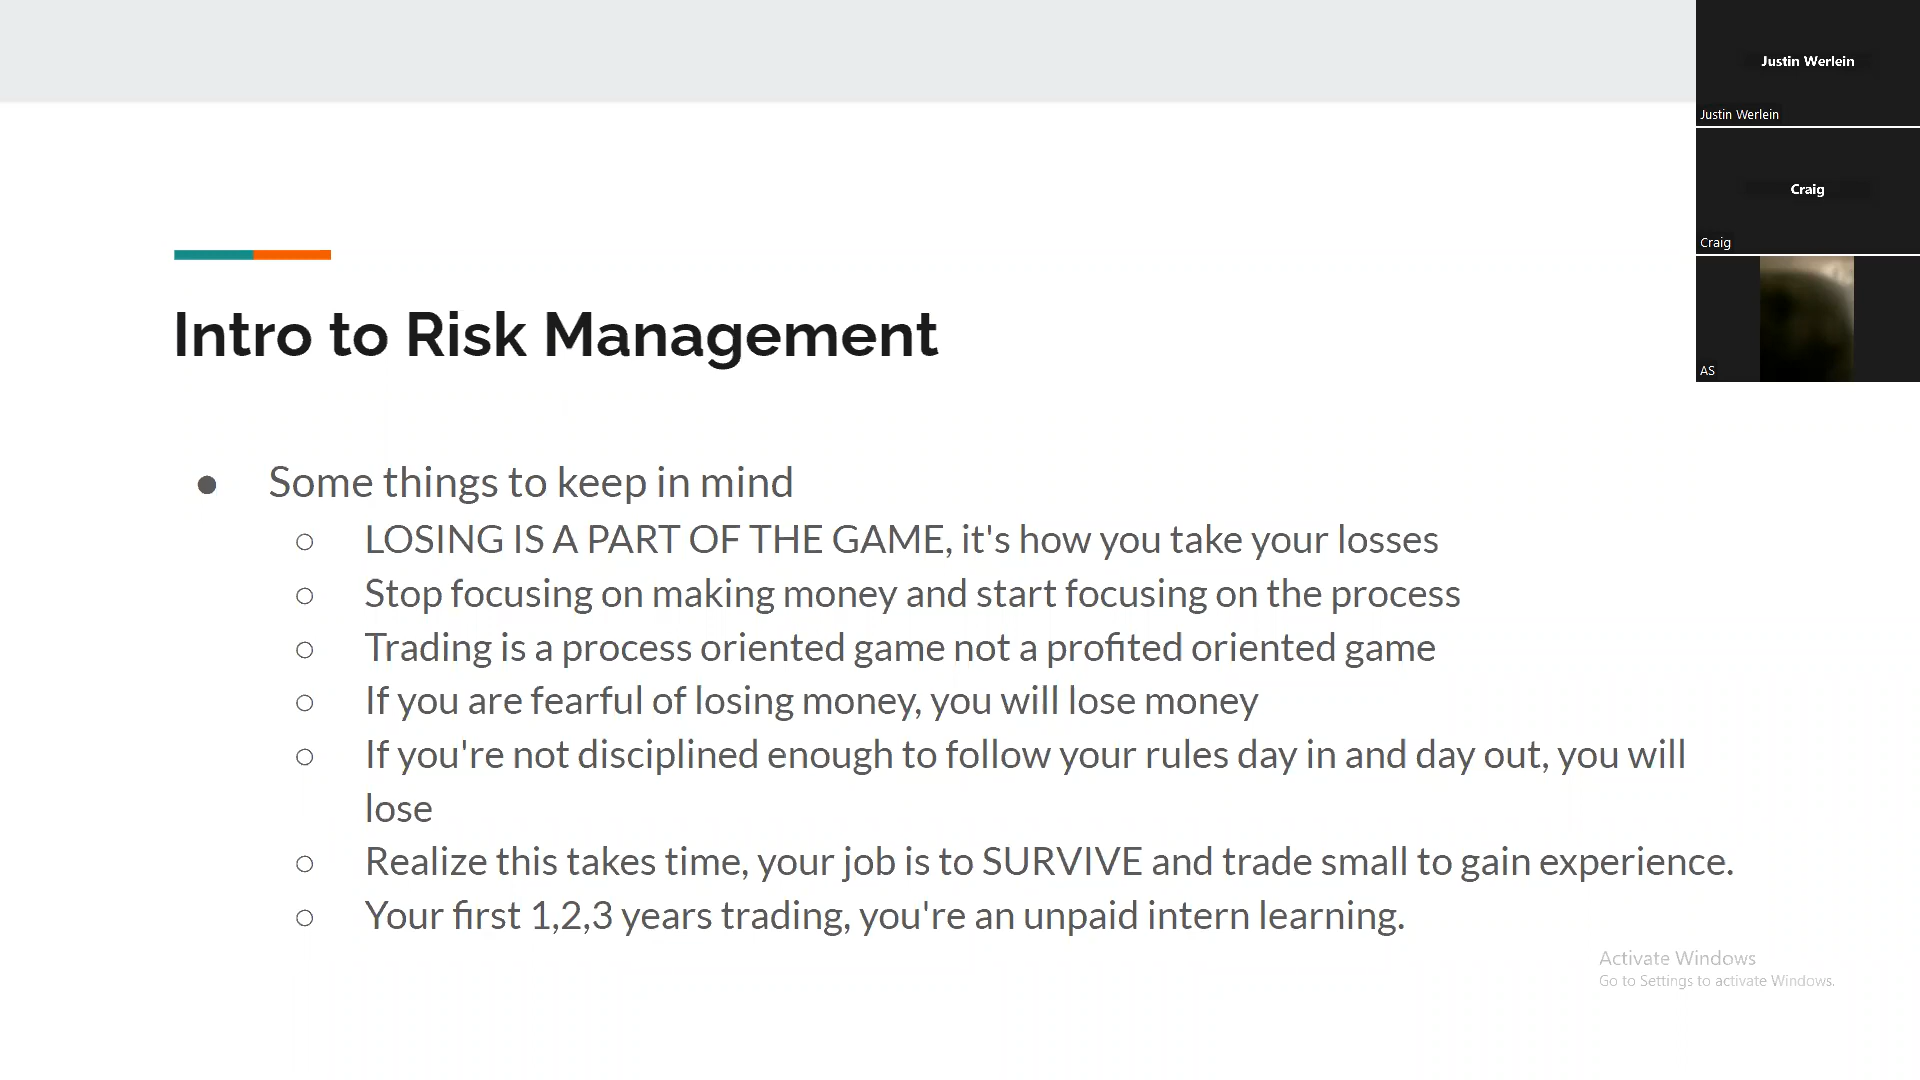 Justin Werlein
Justin Werlein
Craig
Craig
AS
Intro to Risk Management
● Some things to keep in mind
○ LOSING IS A PART OF THE GAME, it's how you take your losses
○ Stop focusing on making money and start focusing on the process
○ Trading is a process oriented game not a profited oriented game
○ If you are fearful of losing money, you will lose money
○ If you're not disciplined enough to follow your rules day in and day out, you will
lose
○ Realize this takes time, your job is to SURVIVE and trade small to gain experience.
○ Your first 1,2,3 years trading, you're an unpaid intern learning.
Activate Windows
Go to Settings to activate Windows.